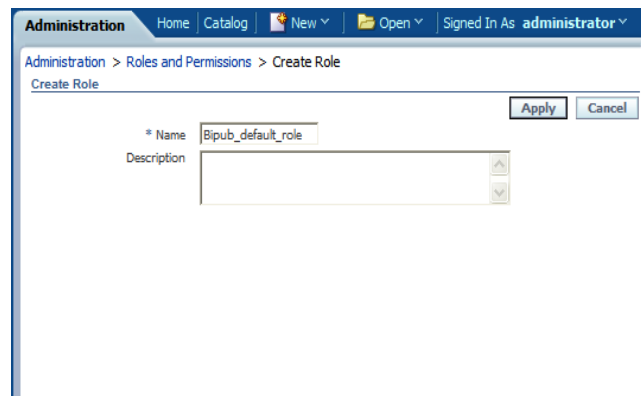 Administration Home Catalog New Open Signed In As administrator
Administration > Roles and Permissions > Create Role
Create Role
Apply Cancel
* Name Bipub_default_role
Description